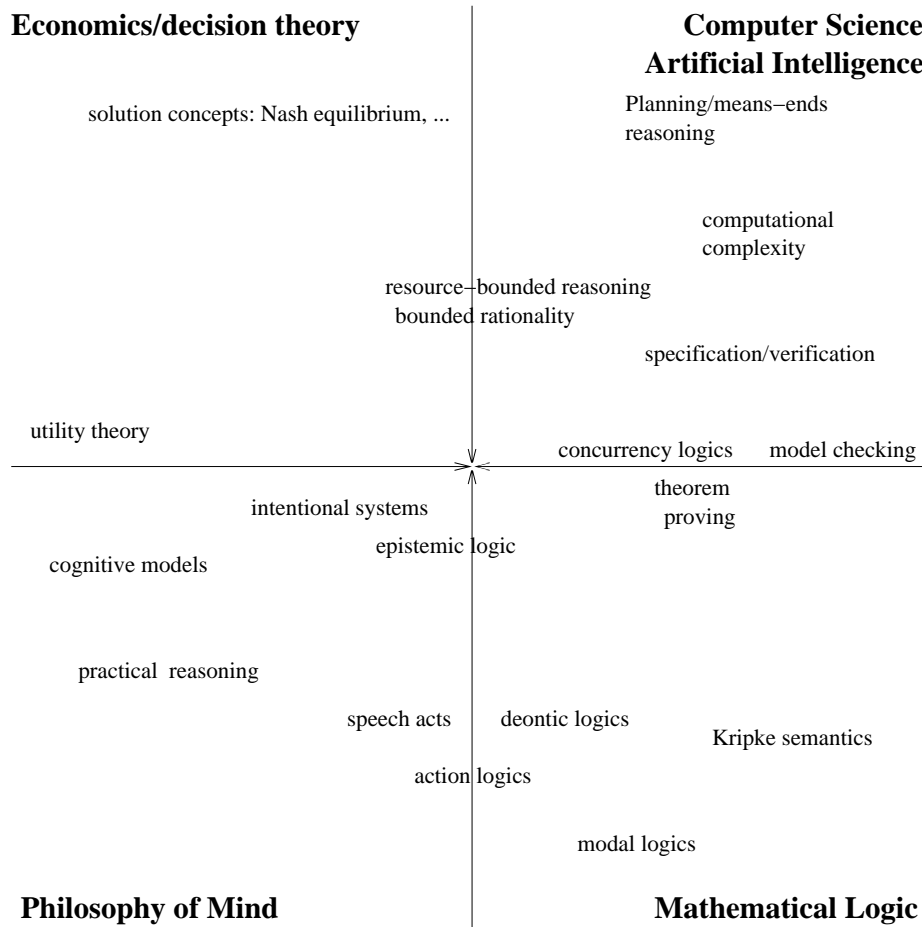 Economics/decision theory
Computer Science
Artificial Intelligence
solution concepts: Nash equilibrium, ...
Planning/means−ends
reasoning
computational
complexity
resource−bounded reasoning
bounded rationality
specification/verification
utility theory
concurrency logics
model checking
theorem
proving
intentional systems
epistemic logic
cognitive models
practical reasoning
speech acts
deontic logics
Kripke semantics
action logics
modal logics
Philosophy of Mind
Mathematical Logic